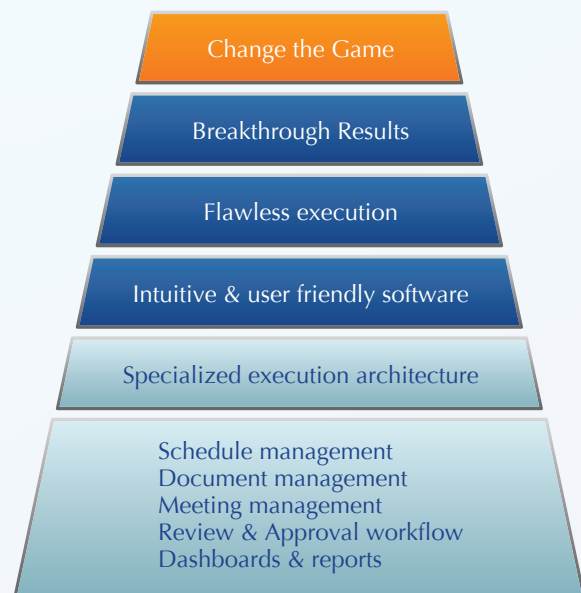 Change the Game
Breakthrough Results
Flawless execution
Intuitive & user friendly software
Specialized execution architecture
Schedule management
Document management
Meeting management
Review & Approval workflow
Dashboards & reports